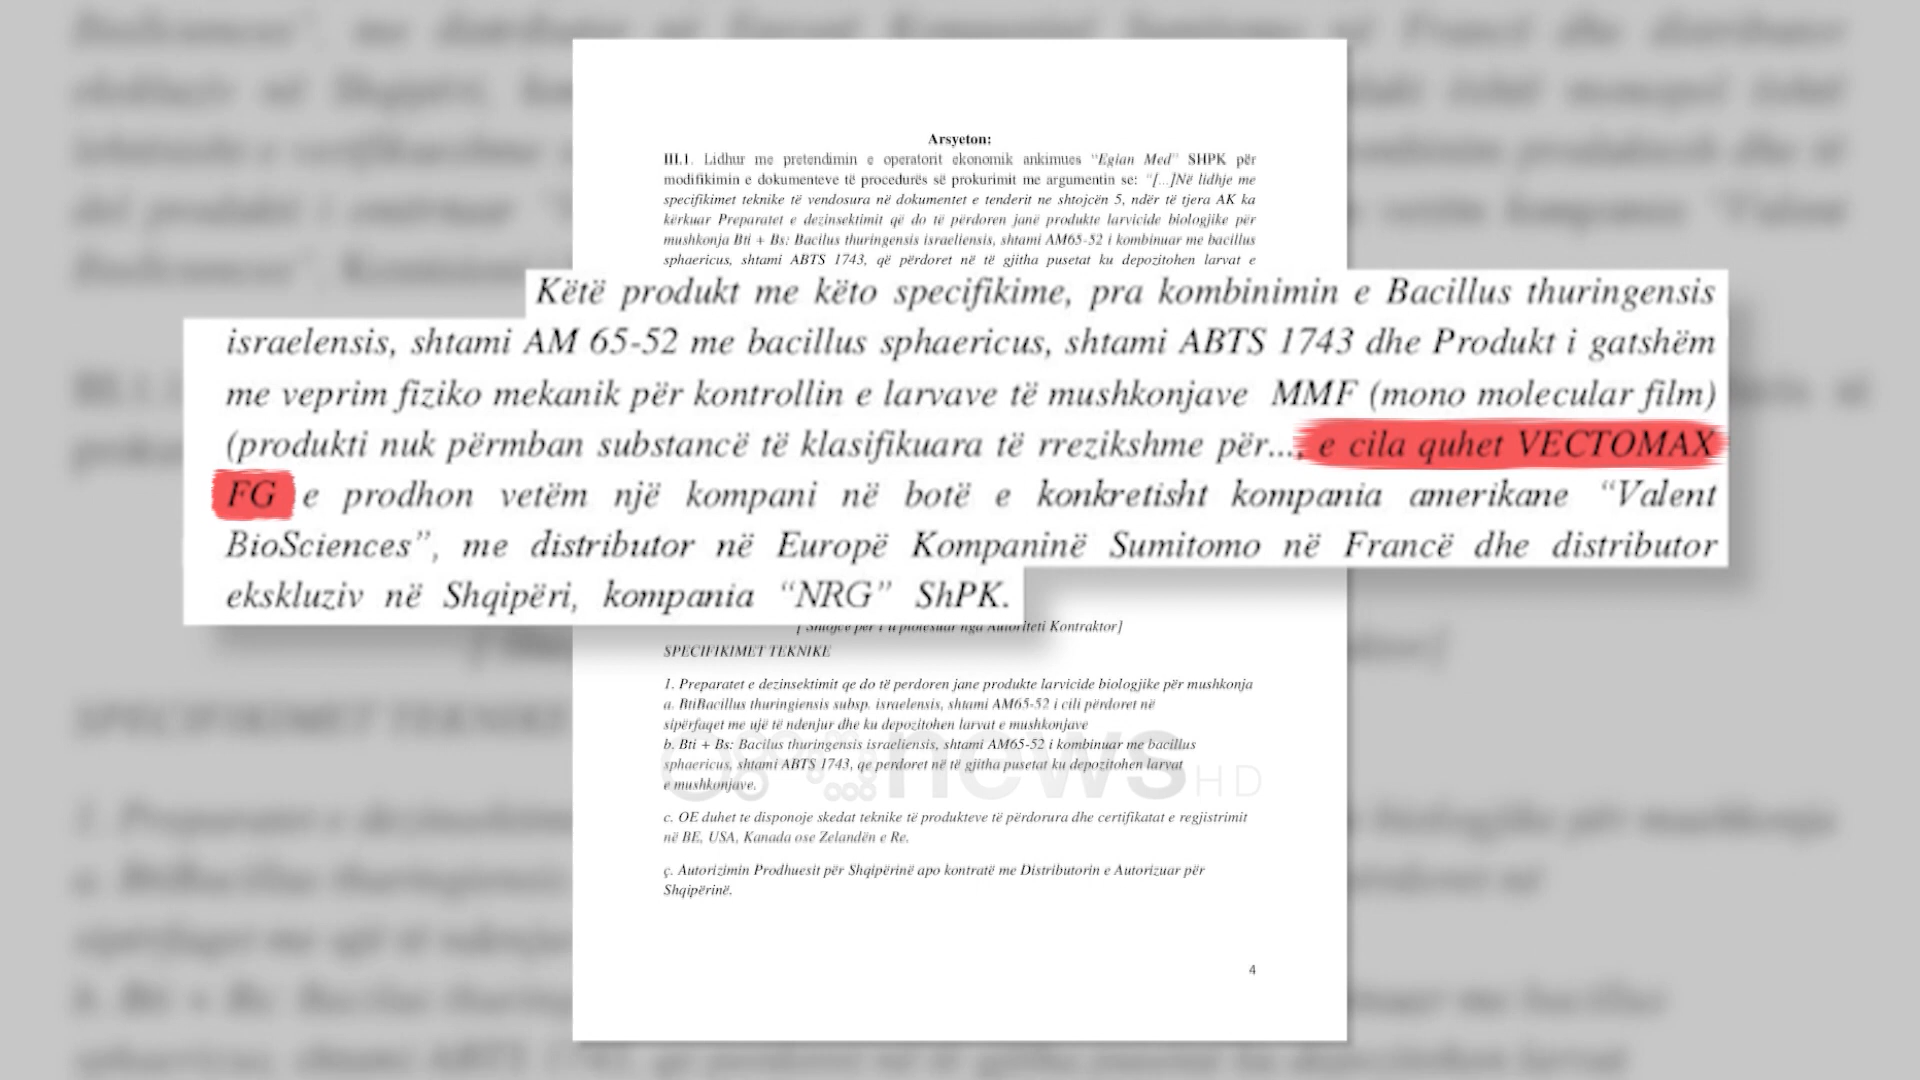 Arsyeton:
III.1. Lidhur me pretendimin e operatorit ekonomik ankimues “Egian Med” SHPK për
modifikimin e dokumenteve të procedurës së prokurimit me argumentin se: “[...]Në lidhje me
specifikimet teknike të vendosura në dokumentet e tenderit ne shtojcën 5, ndër të tjera AK ka
kërkuar Preparatet e dezinsektimit që do të përdoren janë produkte larvicide biologjike për
mushkonja Bti + Bs: Bacilus thuringensis israeliensis, shtami AM65-52 i kombinuar me bacillus
sphaericus, shtami ABTS 1743, që përdoret në të gjitha pusetat ku depozitohen larvat e
Këtë produkt me këto specifikime, pra kombinimin e Bacillus thuringensis
israelensis, shtami AM 65-52 me bacillus sphaericus, shtami ABTS 1743 dhe Produkt i gatshëm
me veprim fiziko mekanik për kontrollin e larvave të mushkonjave MMF (mono molecular film)
(produkti nuk përmban substancë të klasifikuara të rrezikshme për..., e cila quhet VECTOMAX
FG e prodhon vetëm një kompani në botë e konkretisht kompania amerikane “Valent
BioSciences”, me distributor në Europë Kompaninë Sumitomo në Francë dhe distributor
ekskluziv në Shqipëri, kompania “NRG” ShPK.
nga Autoriteti Kontraktor]
SPECIFIKIMET TEKNIKE
1. Preparatet e dezinsektimit qe do të perdoren jane produkte larvicide biologjike për mushkonja
a. BtiBacillus thuringiensis subsp. israelensis, shtami AM65-52 i cili përdoret në
sipërfaqet me ujë të ndenjur dhe ku depozitohen larvat e mushkonjave
b. Bti + Bs: Bacilus thuringensis israeliensis, shtami AM65-52 i kombinuar me bacillus
sphaericus, shtami ABTS 1743, qe perdoret në të gjitha pusetat ku depozitohen larvat
e mushkonjave.
news HD
c. OE duhet te disponoje skedat teknike të produkteve të përdorura dhe certifikatat e regjistrimit
në BE, USA, Kanada ose Zelandën e Re.
ç. Autorizimin Prodhuesit për Shqipërinë apo kontratë me Distributorin e Autorizuar për
Shqipërinë.
4